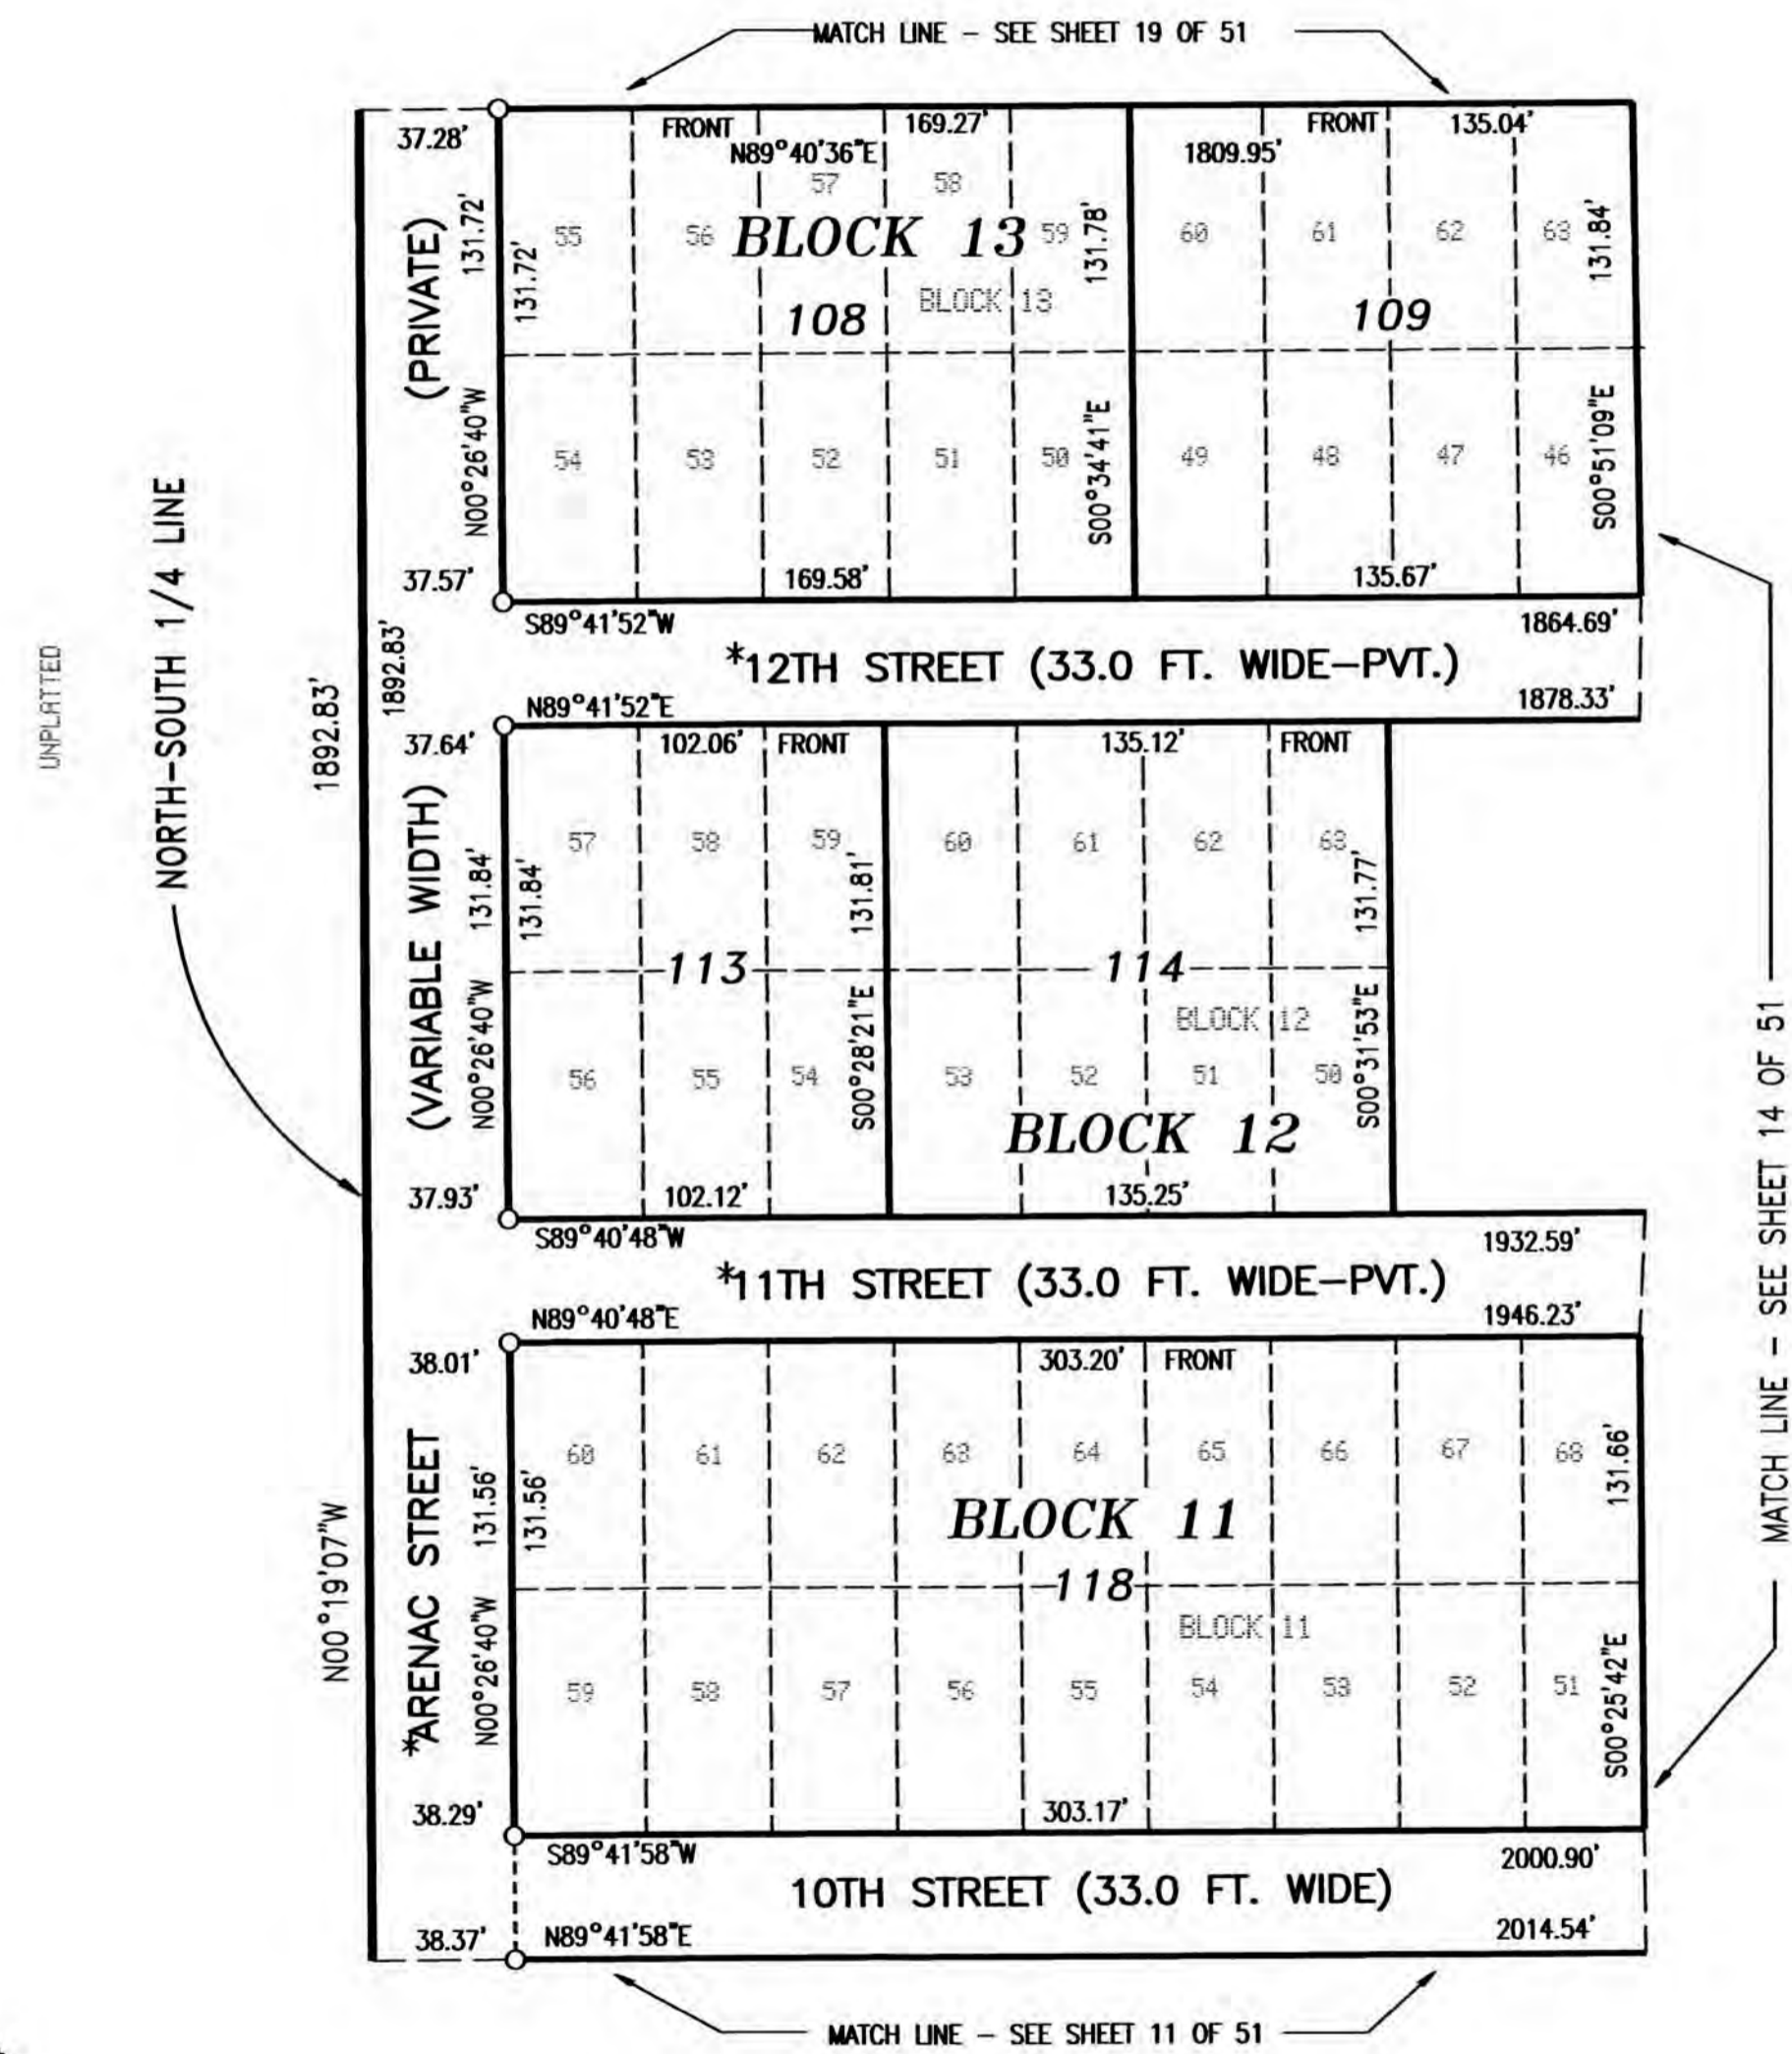 MATCH LINE - SEE SHEET 19 OF 51
37.28'
FRONT
169.27'
FRONT
135.04'
N89°40'36"E
1809.95'
57
58
(PRIVATE)
131.72'
131.72'
55
56
BLOCK 13
59
131.78'
60
61
62
63
131.84'
BLOCK 13
108
109
N00°26'40"W
54
53
52
51
50
S00°34'41"E
49
48
47
46
S00°51'09"E
37.57'
169.58'
135.67'
S89°41'52"W
1864.69'
*12TH STREET (33.0 FT. WIDE-PVT.)
UNPLATTED
NORTH-SOUTH 1/4 LINE
1892.83'
1892.83'
N89°41'52"E
1878.33'
37.64'
102.06'
FRONT
135.12'
FRONT
(VARIABLE WIDTH)
131.84'
131.84'
57
58
59
131.81'
60
61
62
63
131.77'
113
114
BLOCK 12
N00°26'40"W
56
55
54
S00°28'21"E
53
52
51
50
S00°31'53"E
BLOCK 12
37.93'
102.12'
135.25'
S89°40'48"W
1932.59'
*11TH STREET (33.0 FT. WIDE-PVT.)
N89°40'48"E
1946.23'
38.01'
303.20'
FRONT
*ARENAC STREET
131.56'
131.56'
60
61
62
63
64
65
66
67
68
131.66'
BLOCK 11
118
BLOCK 11
N00°19'07"W
N00°26'40"W
59
58
57
56
55
54
53
52
51
S00°25'42"E
38.29'
303.17'
S89°41'58"W
2000.90'
10TH STREET (33.0 FT. WIDE)
38.37'
N89°41'58"E
2014.54'
MATCH LINE - SEE SHEET 14 OF 51
MATCH LINE - SEE SHEET 11 OF 51